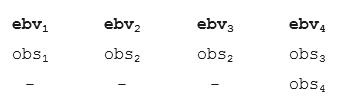 ebv₁ ebv₂ ebv₃ ebv₄
obs₁ obs₂ obs₂ obs₃
– – – obs₄